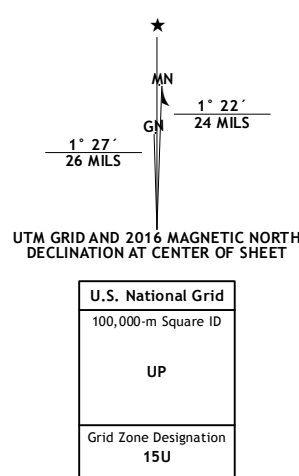 ★
MN
1° 22´
24 MILS
GN
1° 27´
26 MILS
UTM GRID AND 2016 MAGNETIC NORTH
DECLINATION AT CENTER OF SHEET
U.S. National Grid
100,000-m Square ID
UP
Grid Zone Designation
15U